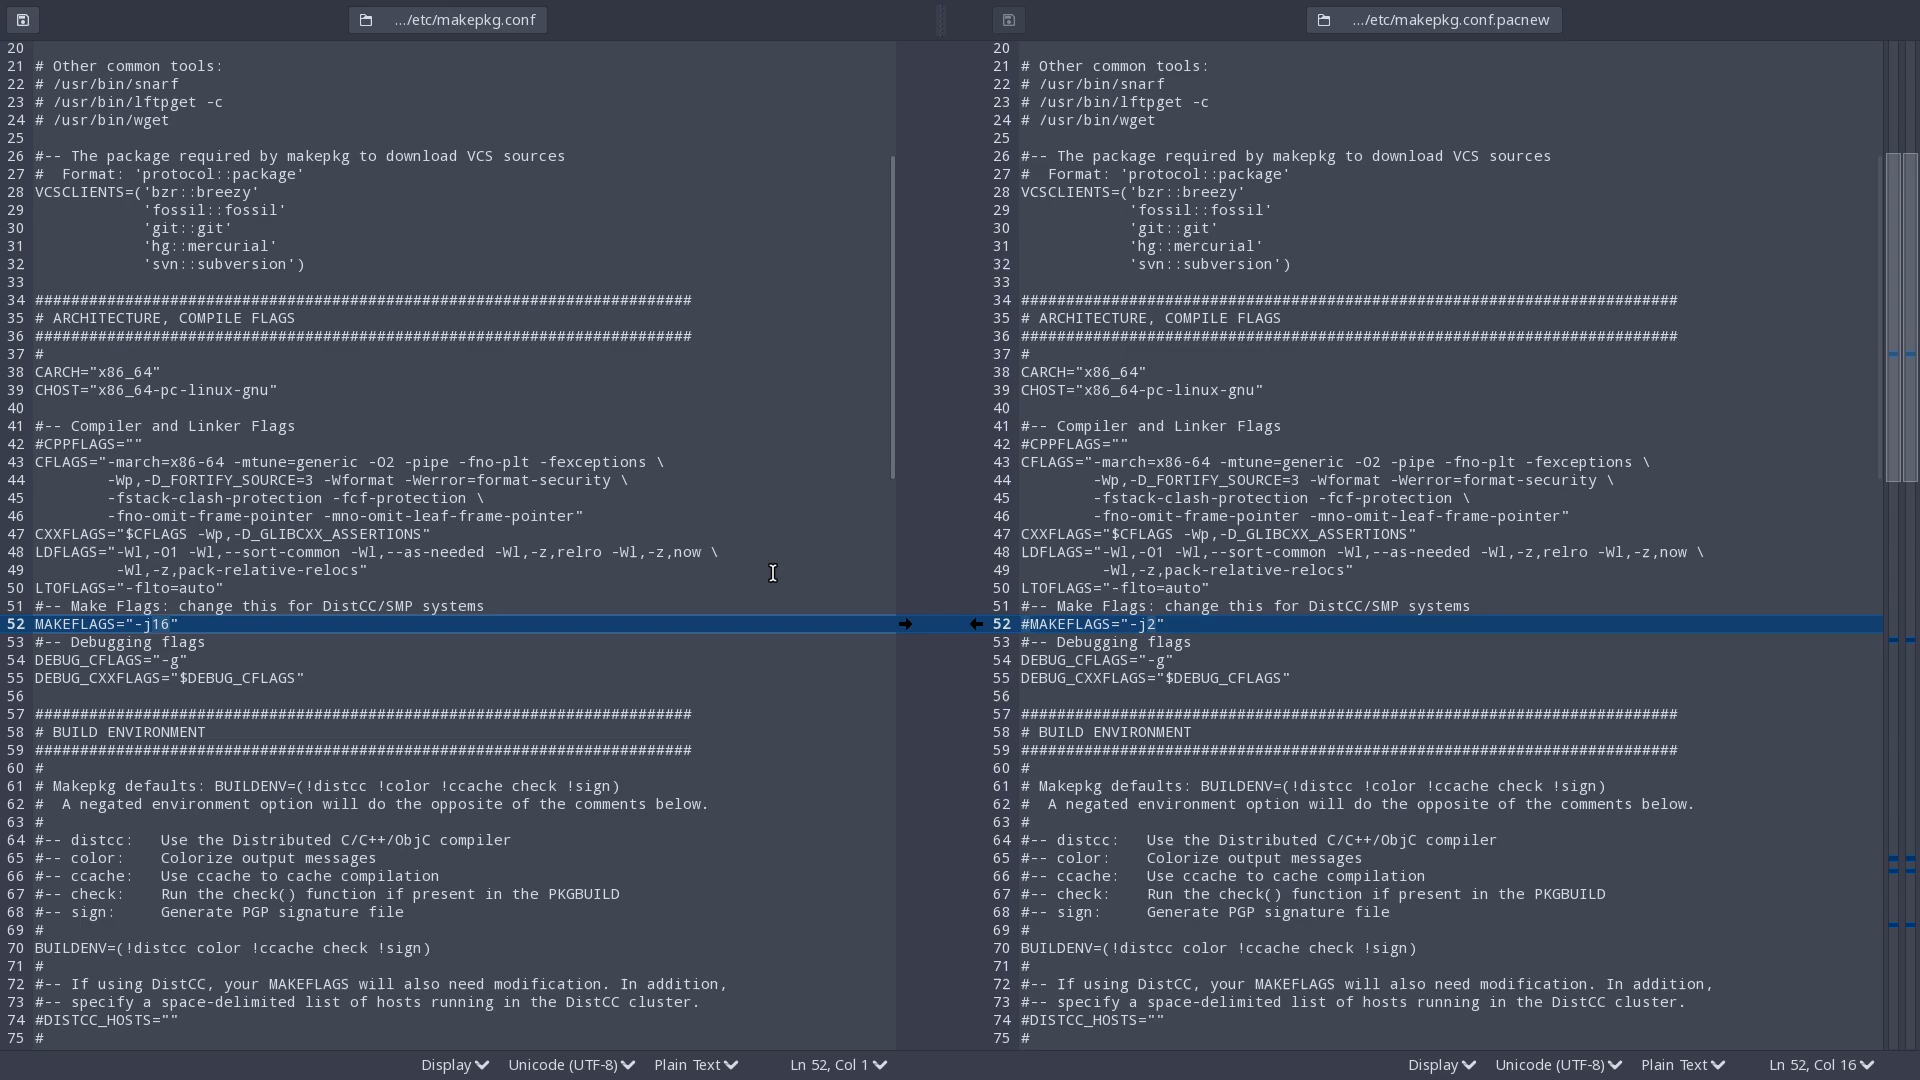 .../etc/makepkg.conf
20
21 # Other common tools:
22 # /usr/bin/snarf
23 # /usr/bin/lftpget -c
24 # /usr/bin/wget
25
26 #-- The package required by makepkg to download VCS sources
27 #  Format: 'protocol::package'
28 VCSCLIENTS=('bzr::breezy'
29             'fossil::fossil'
30             'git::git'
31             'hg::mercurial'
32             'svn::subversion')
33
34 #########################################################################
35 # ARCHITECTURE, COMPILE FLAGS
36 #########################################################################
37 #
38 CARCH="x86_64"
39 CHOST="x86_64-pc-linux-gnu"
40
41 #-- Compiler and Linker Flags
42 #CPPFLAGS=""
43 CFLAGS="-march=x86-64 -mtune=generic -O2 -pipe -fno-plt -fexceptions \
44         -Wp,-D_FORTIFY_SOURCE=3 -Wformat -Werror=format-security \
45         -fstack-clash-protection -fcf-protection \
46         -fno-omit-frame-pointer -mno-omit-leaf-frame-pointer"
47 CXXFLAGS="$CFLAGS -Wp,-D_GLIBCXX_ASSERTIONS"
48 LDFLAGS="-Wl,-O1 -Wl,--sort-common -Wl,--as-needed -Wl,-z,relro -Wl,-z,now \
49          -Wl,-z,pack-relative-relocs"
50 LTOFLAGS="-flto=auto"
51 #-- Make Flags: change this for DistCC/SMP systems
52 MAKEFLAGS="-j16"
53 #-- Debugging flags
54 DEBUG_CFLAGS="-g"
55 DEBUG_CXXFLAGS="$DEBUG_CFLAGS"
56
57 #########################################################################
58 # BUILD ENVIRONMENT
59 #########################################################################
60 #
61 # Makepkg defaults: BUILDENV=(!distcc !color !ccache check !sign)
62 #  A negated environment option will do the opposite of the comments below.
63 #
64 #-- distcc:   Use the Distributed C/C++/ObjC compiler
65 #-- color:    Colorize output messages
66 #-- ccache:   Use ccache to cache compilation
67 #-- check:    Run the check() function if present in the PKGBUILD
68 #-- sign:     Generate PGP signature file
69 #
70 BUILDENV=(!distcc color !ccache check !sign)
71 #
72 #-- If using DistCC, your MAKEFLAGS will also need modification. In addition,
73 #-- specify a space-delimited list of hosts running in the DistCC cluster.
74 #DISTCC_HOSTS=""
75 #
Display Unicode (UTF-8) Plain Text Ln 52, Col 1
.../etc/makepkg.conf.pacnew
20
21 # Other common tools:
22 # /usr/bin/snarf
23 # /usr/bin/lftpget -c
24 # /usr/bin/wget
25
26 #-- The package required by makepkg to download VCS sources
27 #  Format: 'protocol::package'
28 VCSCLIENTS=('bzr::breezy'
29             'fossil::fossil'
30             'git::git'
31             'hg::mercurial'
32             'svn::subversion')
33
34 #########################################################################
35 # ARCHITECTURE, COMPILE FLAGS
36 #########################################################################
37 #
38 CARCH="x86_64"
39 CHOST="x86_64-pc-linux-gnu"
40
41 #-- Compiler and Linker Flags
42 #CPPFLAGS=""
43 CFLAGS="-march=x86-64 -mtune=generic -O2 -pipe -fno-plt -fexceptions \
44         -Wp,-D_FORTIFY_SOURCE=3 -Wformat -Werror=format-security \
45         -fstack-clash-protection -fcf-protection \
46         -fno-omit-frame-pointer -mno-omit-leaf-frame-pointer"
47 CXXFLAGS="$CFLAGS -Wp,-D_GLIBCXX_ASSERTIONS"
48 LDFLAGS="-Wl,-O1 -Wl,--sort-common -Wl,--as-needed -Wl,-z,relro -Wl,-z,now \
49          -Wl,-z,pack-relative-relocs"
50 LTOFLAGS="-flto=auto"
51 #-- Make Flags: change this for DistCC/SMP systems
52 #MAKEFLAGS="-j2"
53 #-- Debugging flags
54 DEBUG_CFLAGS="-g"
55 DEBUG_CXXFLAGS="$DEBUG_CFLAGS"
56
57 #########################################################################
58 # BUILD ENVIRONMENT
59 #########################################################################
60 #
61 # Makepkg defaults: BUILDENV=(!distcc !color !ccache check !sign)
62 #  A negated environment option will do the opposite of the comments below.
63 #
64 #-- distcc:   Use the Distributed C/C++/ObjC compiler
65 #-- color:    Colorize output messages
66 #-- ccache:   Use ccache to cache compilation
67 #-- check:    Run the check() function if present in the PKGBUILD
68 #-- sign:     Generate PGP signature file
69 #
70 BUILDENV=(!distcc color !ccache check !sign)
71 #
72 #-- If using DistCC, your MAKEFLAGS will also need modification. In addition,
73 #-- specify a space-delimited list of hosts running in the DistCC cluster.
74 #DISTCC_HOSTS=""
75 #
Display Unicode (UTF-8) Plain Text Ln 52, Col 16